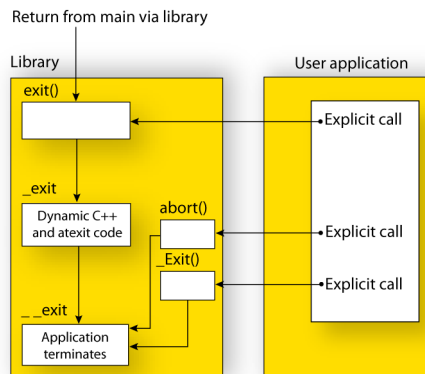 Return from main via library
Library
User application
exit()
Explicit call
_exit
Dynamic C++
and atexit code
abort()
Explicit call
_Exit()
Explicit call
_ _exit
Application
terminates